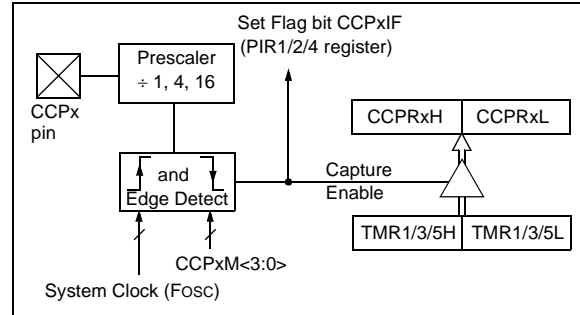 Set Flag bit CCPxIF
(PIR1/2/4 register)
Prescaler
÷ 1, 4, 16
CCPx
pin
CCPRxH
CCPRxL
and
Edge Detect
Capture
Enable
TMR1/3/5H
TMR1/3/5L
CCPxM<3:0>
System Clock (FOSC)